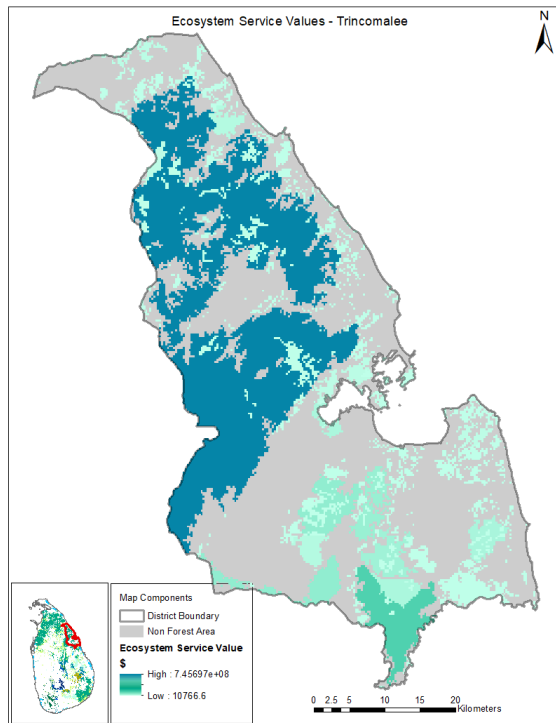 Ecosystem Service Values - Trincomalee
N
Map Components
District Boundary
Non Forest Area
Ecosystem Service Value
$
High : 7.45697e+08
Low : 10766.6
0 2.5 5 10 15 20
Kilometers